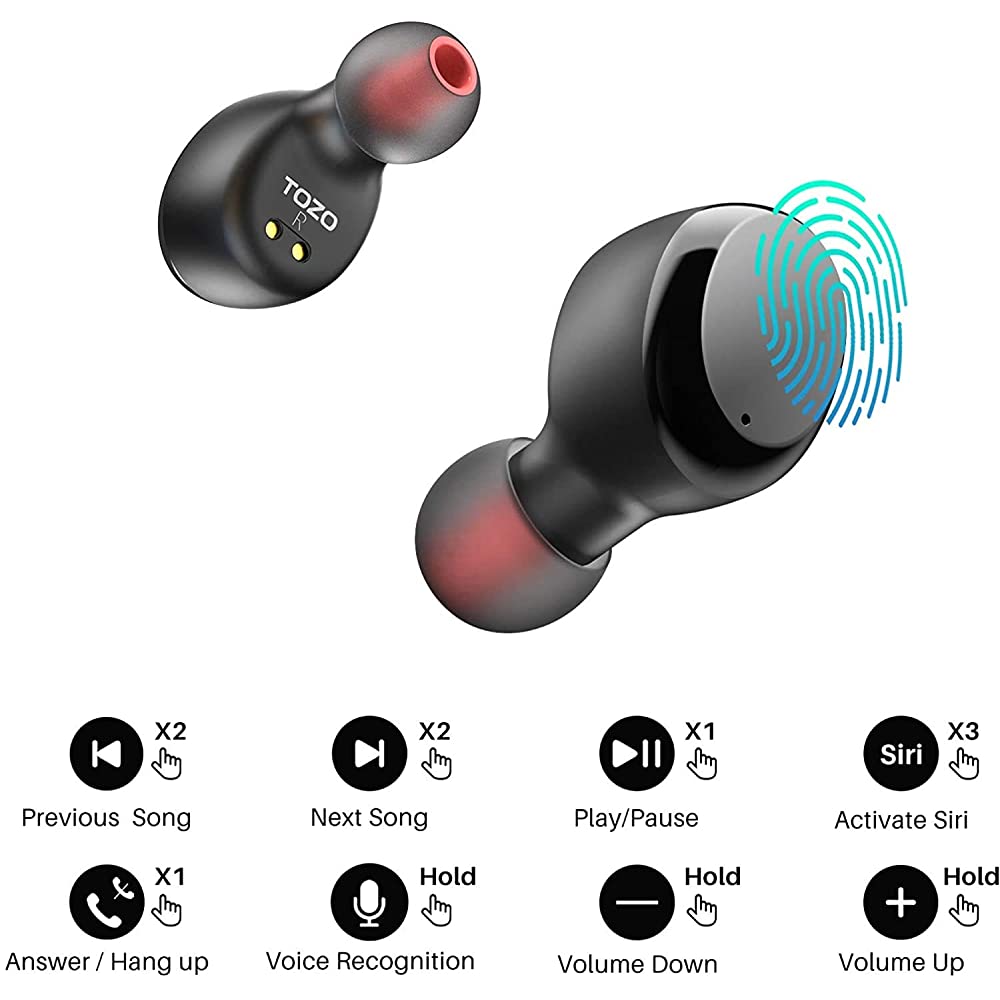 TOZO
R
X2
Previous Song
X2
Next Song
X1
Play/Pause
Siri
X3
Activate Siri
X1
Answer / Hang up
Hold
Voice Recognition
Hold
Volume Down
Hold
Volume Up